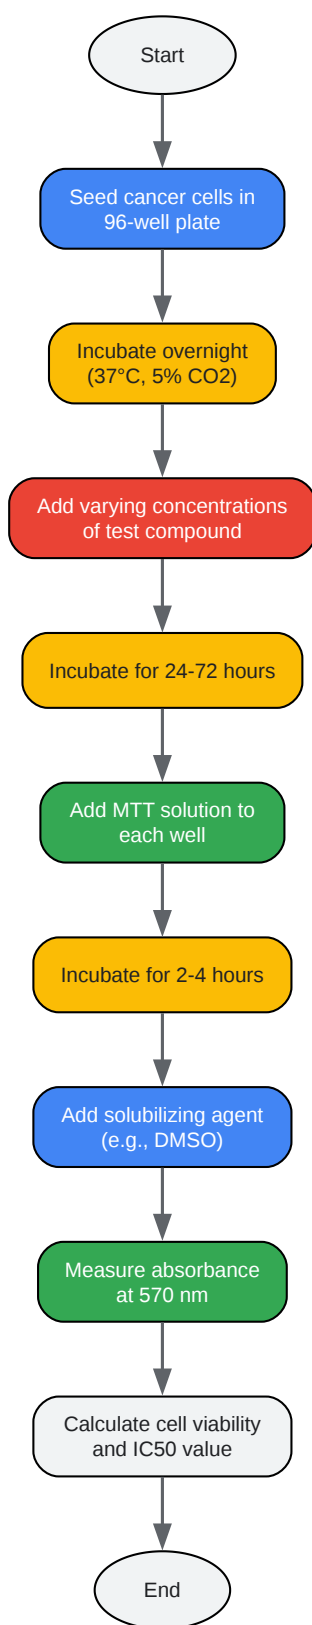 Start
Seed cancer cells in
96-well plate
Incubate overnight
(37°C, 5% CO2)
Add varying concentrations
of test compound
Incubate for 24-72 hours
Add MTT solution to
each well
Incubate for 2-4 hours
Add solubilizing agent
(e.g., DMSO)
Measure absorbance
at 570 nm
Calculate cell viability
and IC50 value
End